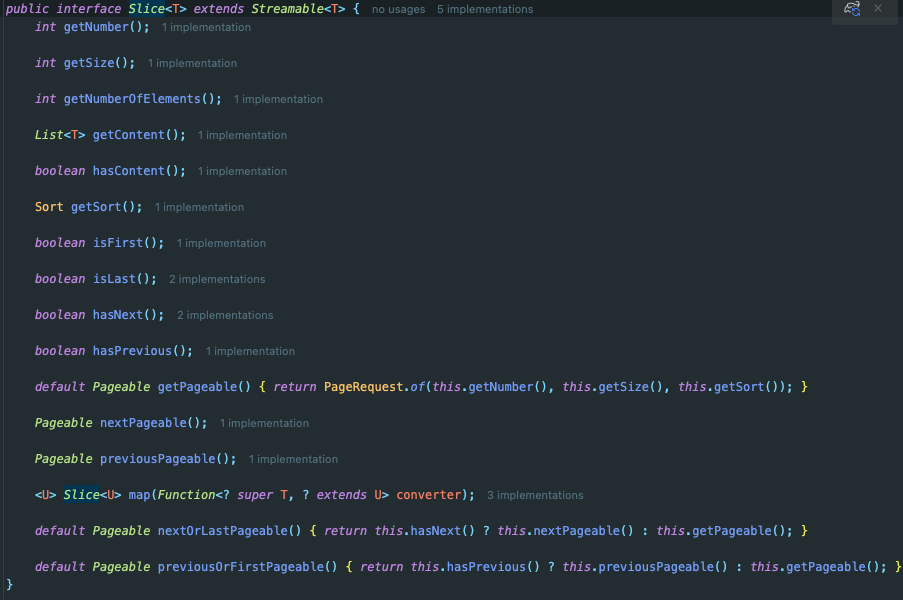 public interface Slice<T> extends Streamable<T> { no usages 5 implementations
int getNumber(); 1 implementation
int getSize(); 1 implementation
int getNumberOfElements(); 1 implementation
List<T> getContent(); 1 implementation
boolean hasContent(); 1 implementation
Sort getSort(); 1 implementation
boolean isFirst(); 1 implementation
boolean isLast(); 2 implementations
boolean hasNext(); 2 implementations
boolean hasPrevious(); 1 implementation
default Pageable getPageable() { return PageRequest.of(this.getNumber(), this.getSize(), this.getSort()); }
Pageable nextPageable(); 1 implementation
Pageable previousPageable(); 1 implementation
<U> Slice<U> map(Function<? super T, ? extends U> converter); 3 implementations
default Pageable nextOrLastPageable() { return this.hasNext() ? this.nextPageable() : this.getPageable(); }
default Pageable previousOrFirstPageable() { return this.hasPrevious() ? this.previousPageable() : this.getPageable(); }
}